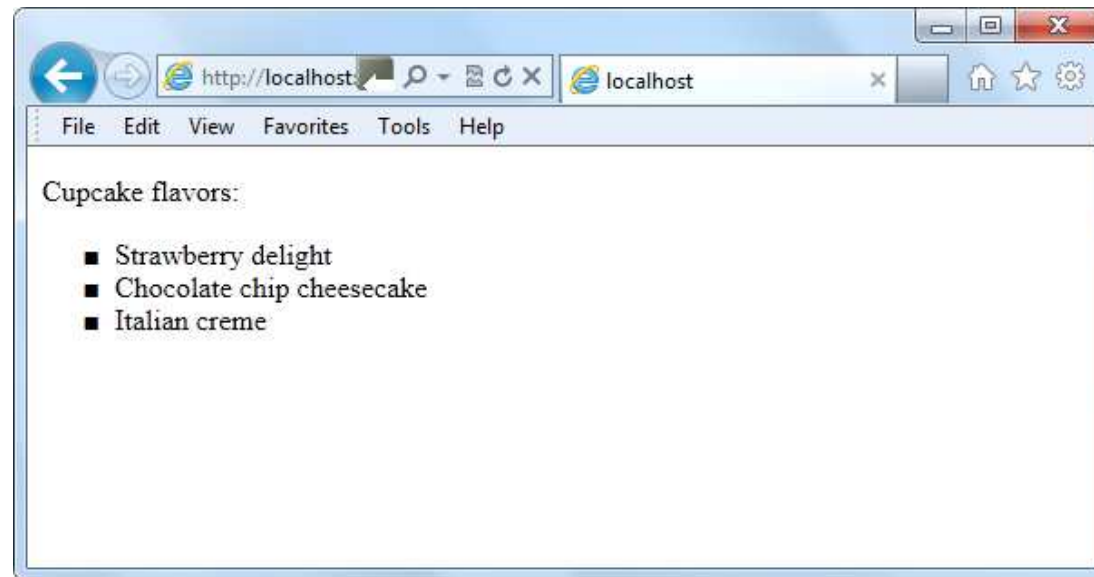 http://localhost:
localhost
File Edit View Favorites Tools Help
Cupcake flavors:
■ Strawberry delight
■ Chocolate chip cheesecake
■ Italian creme